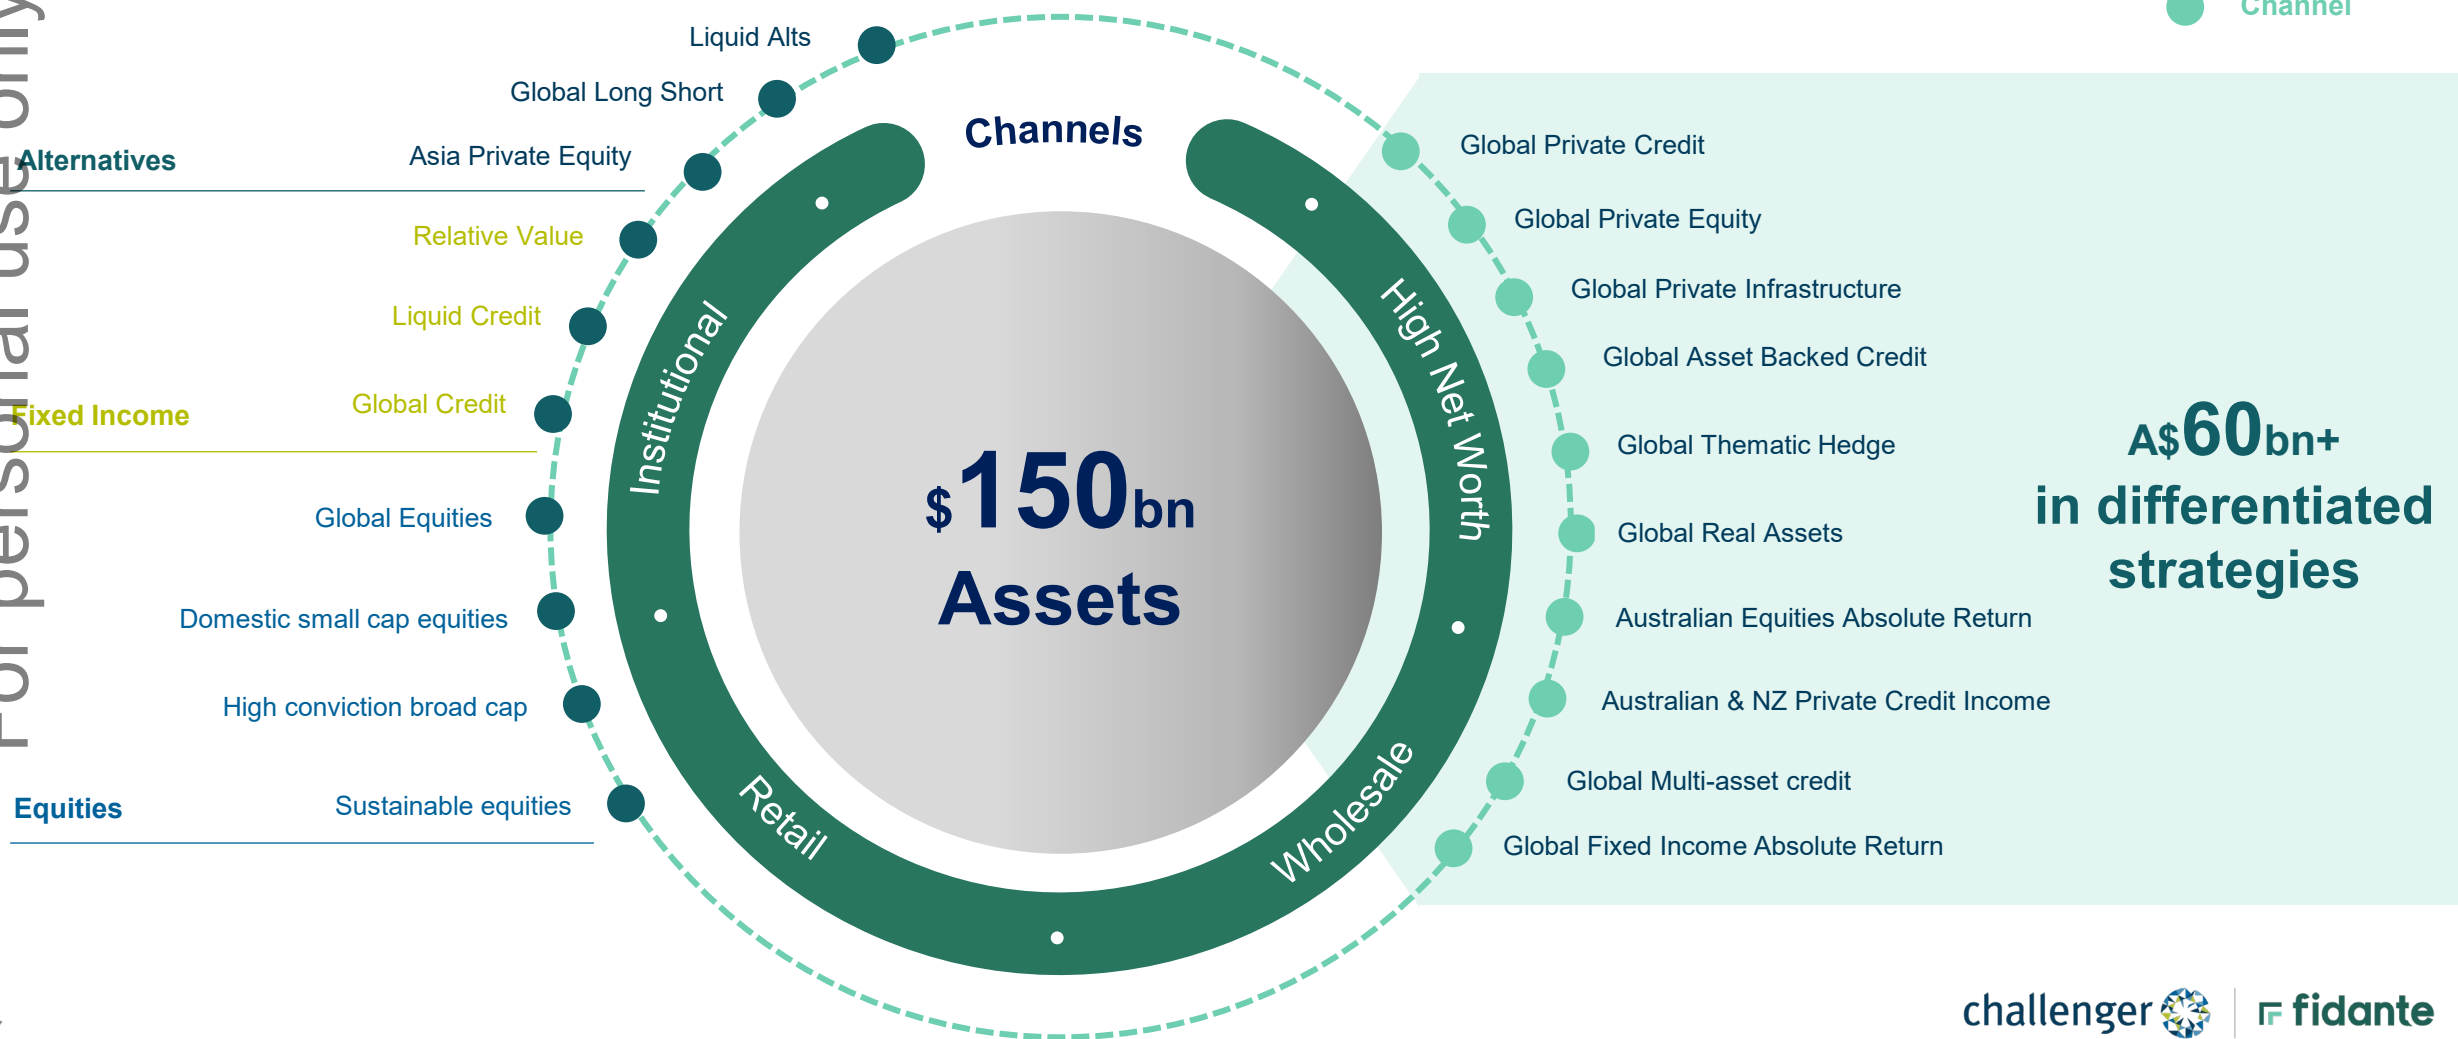 Channel
For personal use only
Liquid Alts
Global Long Short
Alternatives
Asia Private Equity
Relative Value
Liquid Credit
Fixed Income
Global Credit
Global Equities
Domestic small cap equities
High conviction broad cap
Equities
Sustainable equities
Channels
Institutional
Retail
Wholesale
High Net Worth
$150bn
Assets
Global Private Credit
Global Private Equity
Global Private Infrastructure
Global Asset Backed Credit
Global Thematic Hedge
Global Real Assets
Australian Equities Absolute Return
Australian & NZ Private Credit Income
Global Multi-asset credit
Global Fixed Income Absolute Return
A$60bn+
in differentiated
strategies
challenger
fidante